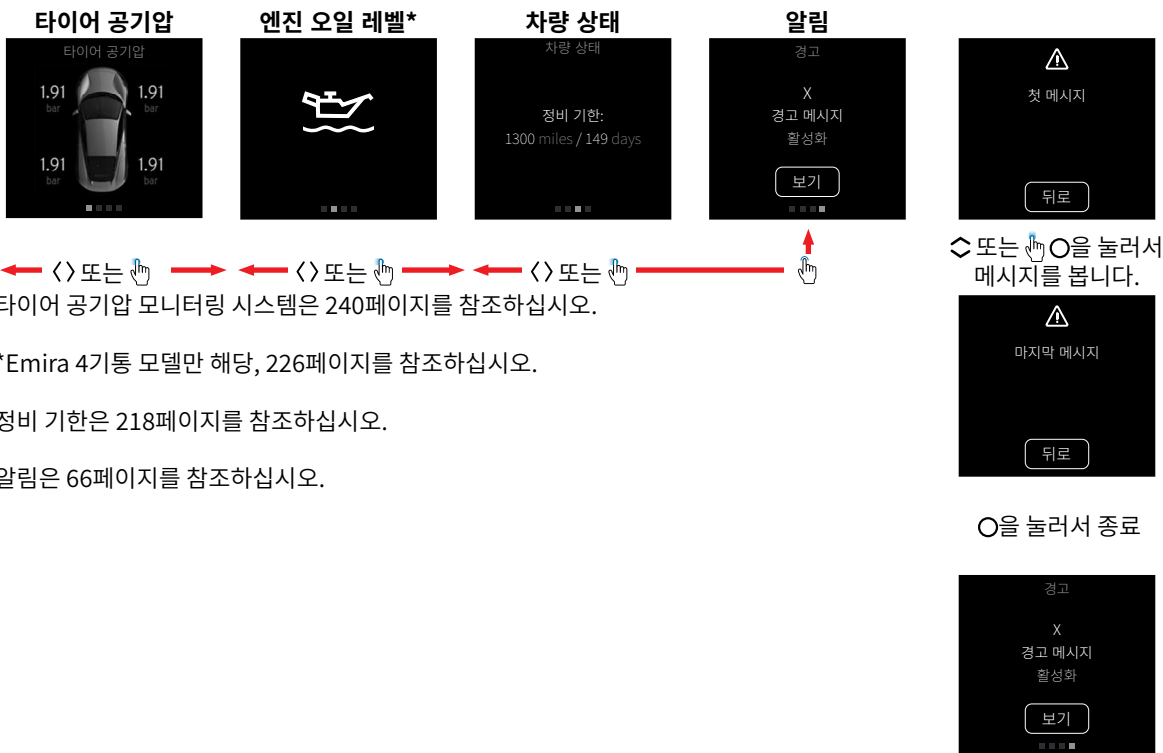 타이어 공기압
타이어 공기압
1.91
bar
1.91
bar
1.91
bar
1.91
bar
엔진 오일 레벨*
차량 상태
차량 상태
정비 기한:
1300 miles / 149 days
알림
경고
X
경고 메시지
활성화
보기
첫 메시지
뒤로
또는
또는
또는
타이어 공기압 모니터링 시스템은 240페이지를 참조하십시오.
*Emira 4기통 모델만 해당, 226페이지를 참조하십시오.
정비 기한은 218페이지를 참조하십시오.
알림은 66페이지를 참조하십시오.
또는 을 눌러서
메시지를 봅니다.
마지막 메시지
뒤로
을 눌러서 종료
경고
X
경고 메시지
활성화
보기